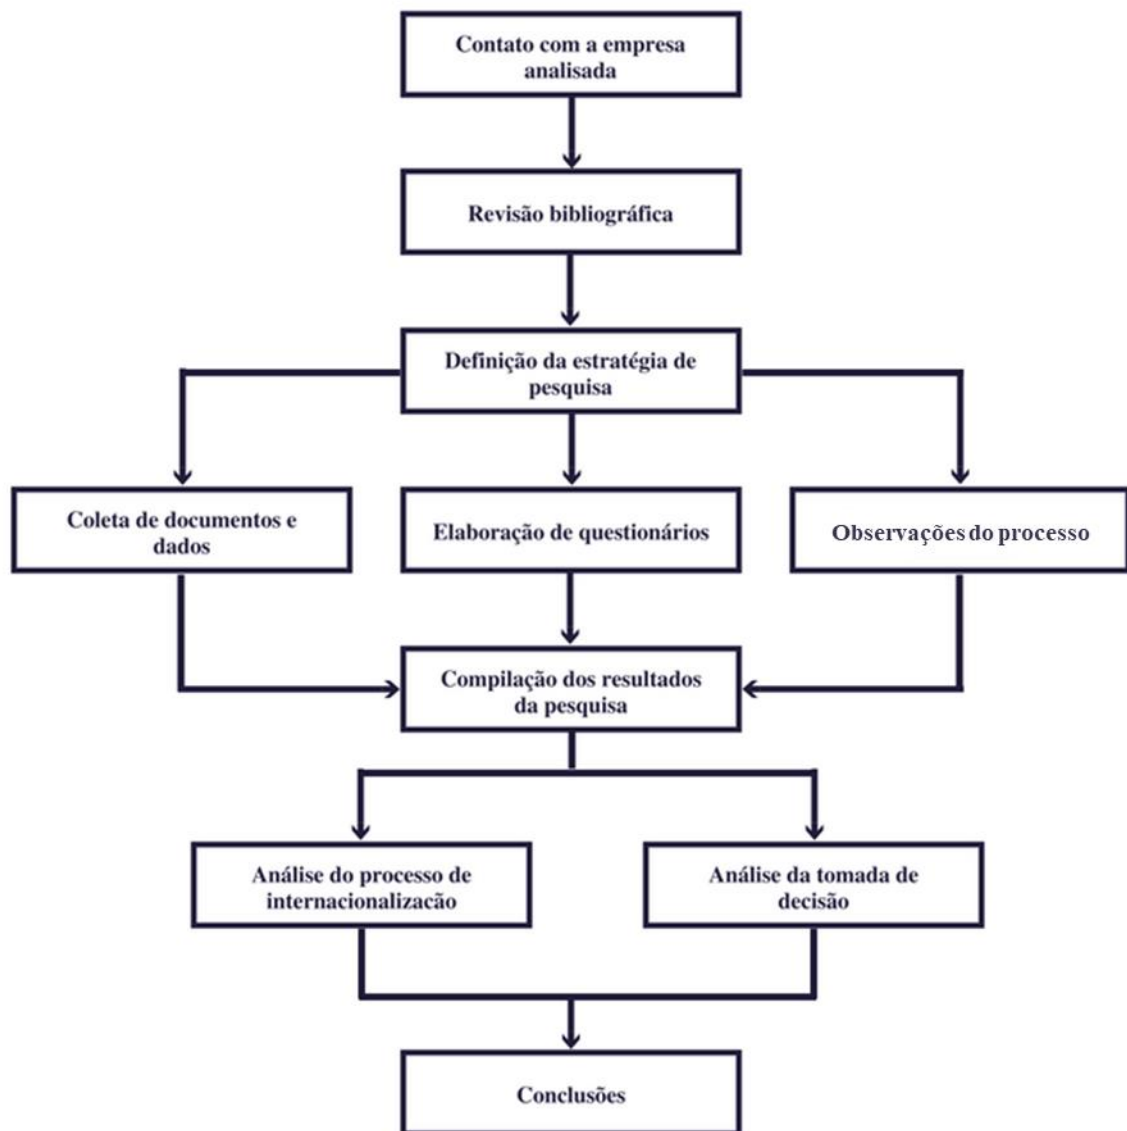 Contato com a empresa
analisada
Revisão bibliográfica
Definição da estratégia de
pesquisa
Coleta de documentos e
dados
Elaboração de questionários
Observações do processo
Compilação dos resultados
da pesquisa
Análise do processo de
internacionalizacão
Análise da tomada de
decisão
Conclusões